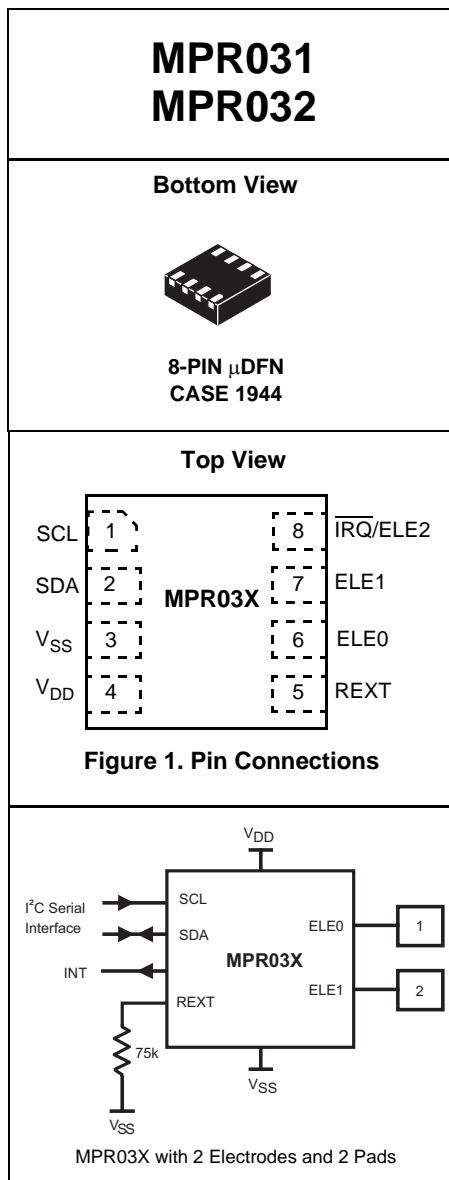 MPR031
MPR032
Bottom View
8-PIN μDFN
CASE 1944
Top View
SCL 1 8 IRQ/ELE2
SDA 2 MPR03X 7 ELE1
VSS 3 6 ELE0
VDD 4 5 REXT
Figure 1. Pin Connections
VDD
I²C Serial
Interface
SCL
SDA
ELE0 1
MPR03X
INT
REXT
ELE1 2
75k
VSS
VSS
MPR03X with 2 Electrodes and 2 Pads